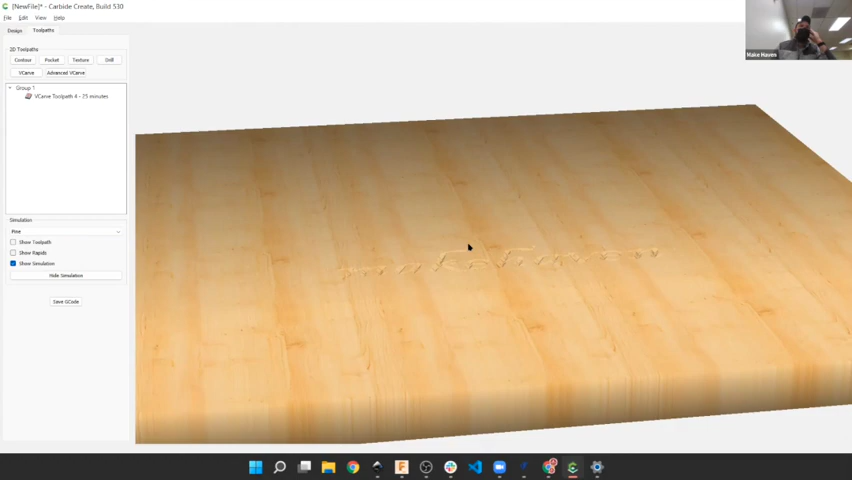 [NewFile]* - Carbide Create, Build 530
File Edit View Help
Design Toolpaths
2D Toolpaths
Contour Pocket Texture Drill
VCarve Advanced VCarve
Group 1
VCarve Toolpath 4 - 7.5 minutes
Simulation
Pine
Show Toolpath
Show Rapids
Show Simulation
Hide Simulation
Save GCode
makehaven
Make Haven